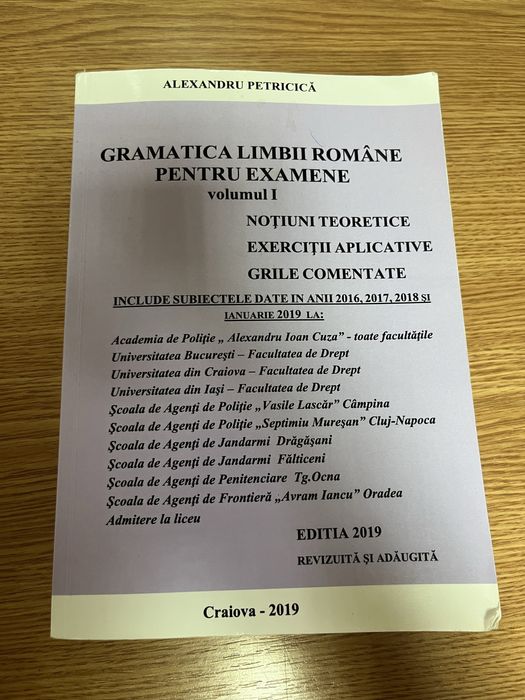 ALEXANDRU PETRICICĂ
GRAMATICA LIMBII ROMÂNE
PENTRU EXAMENE
volumul I
NOŢIUNI TEORETICE
EXERCIŢII APLICATIVE
GRILE COMENTATE
INCLUDE SUBIECTELE DATE IN ANII 2016, 2017, 2018 ŞI
IANUARIE 2019 LA:
Academia de Poliţie „ Alexandru Ioan Cuza” - toate facultăţile
Universitatea Bucureşti – Facultatea de Drept
Universitatea din Craiova – Facultatea de Drept
Universitatea din Iaşi – Facultatea de Drept
Şcoala de Agenţi de Poliţie „Vasile Lascăr” Câmpina
Şcoala de Agenţi de Poliţie „Septimiu Mureşan” Cluj-Napoca
Şcoala de Agenţi de Jandarmi Drăgăşani
Şcoala de Agenţi de Jandarmi Fălticeni
Şcoala de Agenţi de Penitenciare Tg.Ocna
Şcoala de Agenţi de Frontieră „Avram Iancu” Oradea
Admitere la liceu
EDITIA 2019
REVIZUITĂ ŞI ADĂUGITĂ
Craiova - 2019